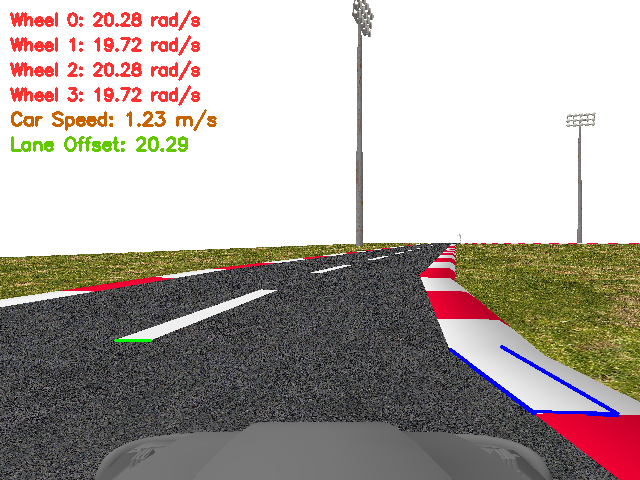 Wheel 0: 20.28 rad/s
Wheel 1: 19.72 rad/s
Wheel 2: 20.28 rad/s
Wheel 3: 19.72 rad/s
Car Speed: 1.23 m/s
Lane Offset: 20.29